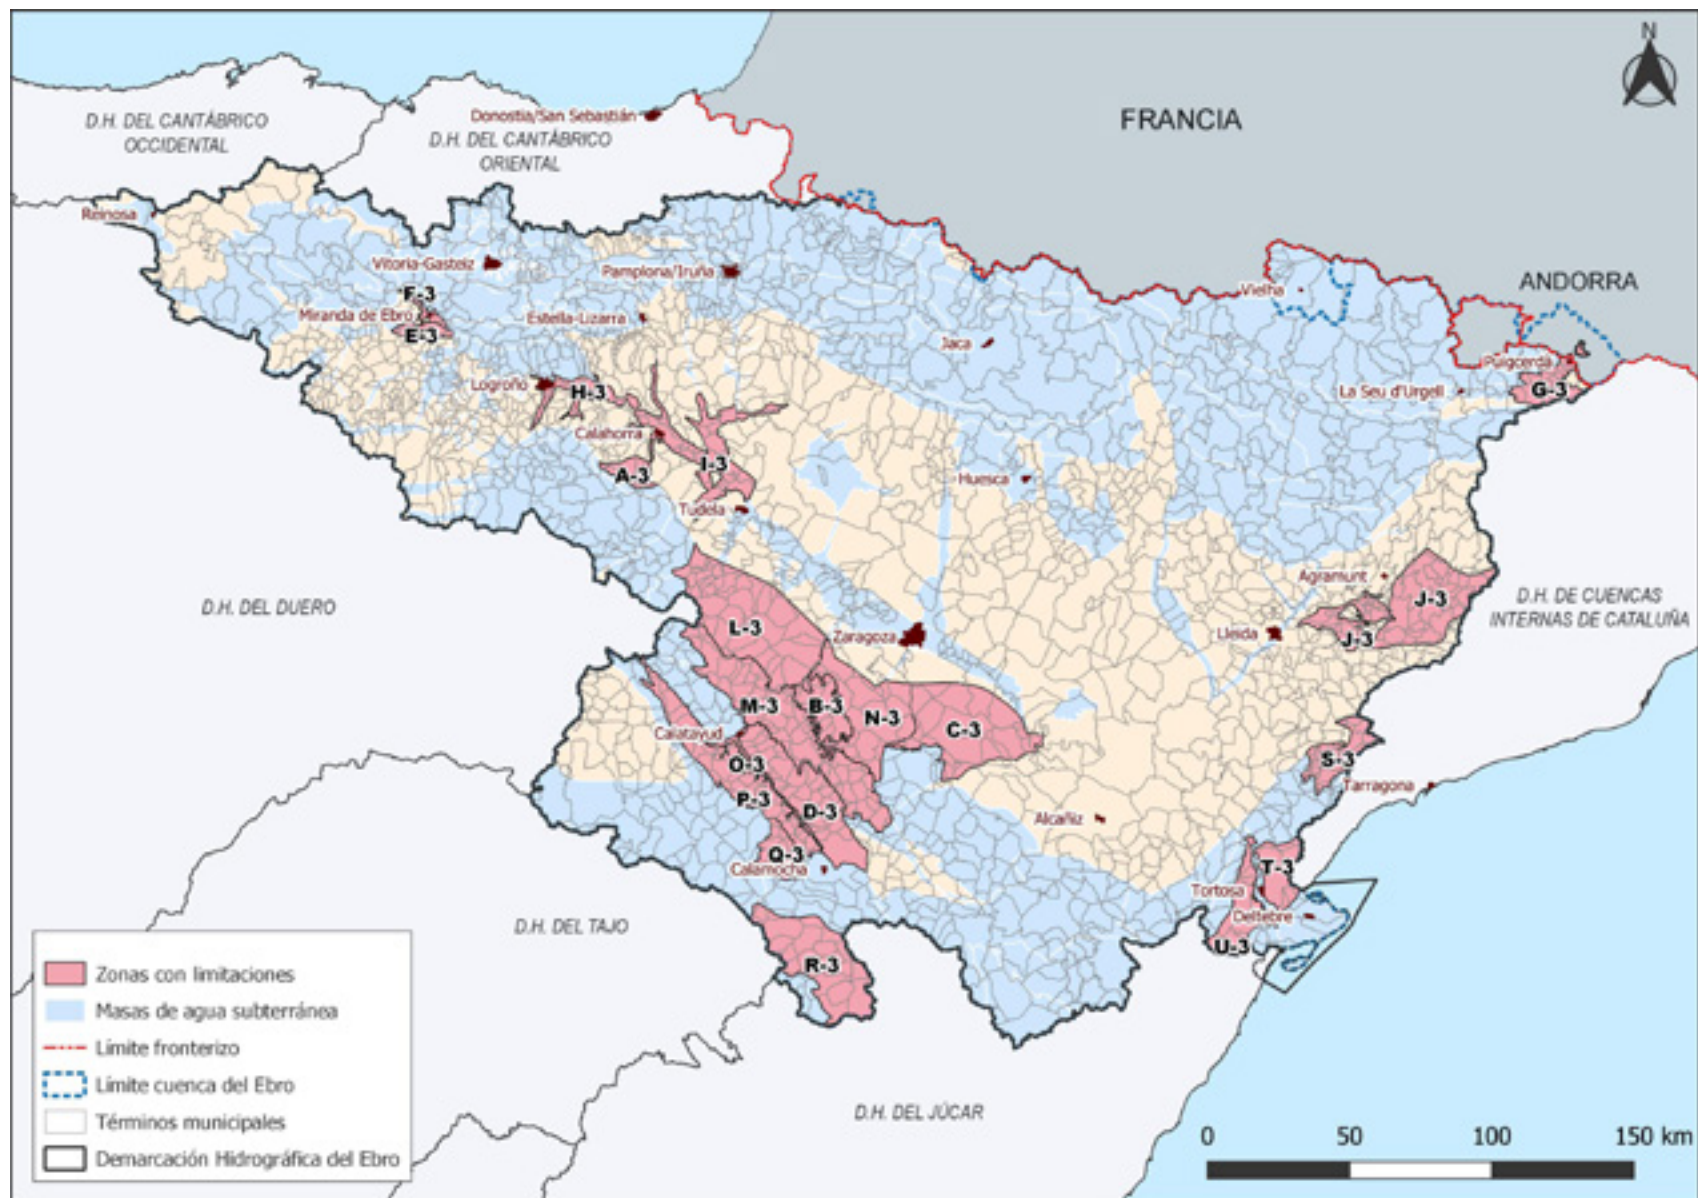 N
FRANCIA
Donostia/San Sebastián
D.H. DEL CANTÁBRICO
OCCIDENTAL
D.H. DEL CANTÁBRICO
ORIENTAL
Reinosa
Vitoria-Gasteiz
Pamplona/Iruña
Vielha
ANDORRA
F-3
Miranda de Ebro
E-3
Estella-Lizarra
Jaca
Puigcerdá
La Seu d'Urgell
G-3
Logroño
H-3
Calahorra
A-3
I-3
Huesca
Tudela
Agramunt
D.H. DEL DUERO
J-3
D.H. DE CUENCAS
INTERNAS DE CATALUÑA
L-3
Zaragoza
Lleida
J-3
M-3
B-3
N-3
C-3
Calatayud
O-3
P-3
D-3
S-3
Tarragona
Alcañiz
Q-3
Calamocha
T-3
Tortosa
Deltebre
U-3
D.H. DEL TAJO
R-3
Zonas con limitaciones
Masas de agua subterránea
Límite fronterizo
Límite cuenca del Ebro
Términos municipales
Demarcación Hidrográfica del Ebro
D.H. DEL JÚCAR
0 50 100 150 km